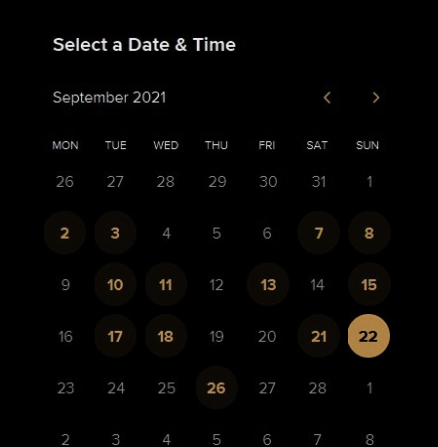 Select a Date & Time
September 2021
MON TUE WED THU FRI SAT SUN
26 27 28 29 30 31 1
2 3 4 5 6 7 8
9 10 11 12 13 14 15
16 17 18 19 20 21 22
23 24 25 26 27 28 1
2 3 4 5 6 7 8